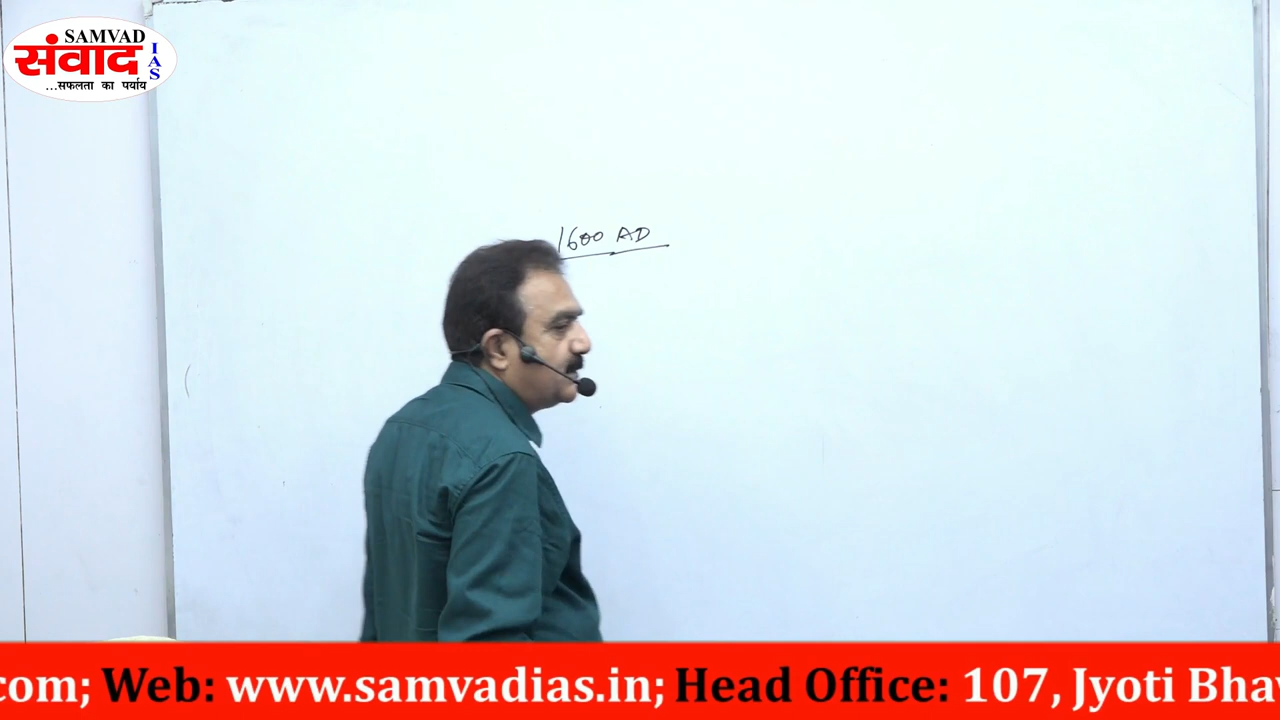 SAMVAD
संवाद
IAS
...सफलता का पर्याय
1600 AD
com; Web: www.samvadias.in; Head Office: 107, Jyoti Bha